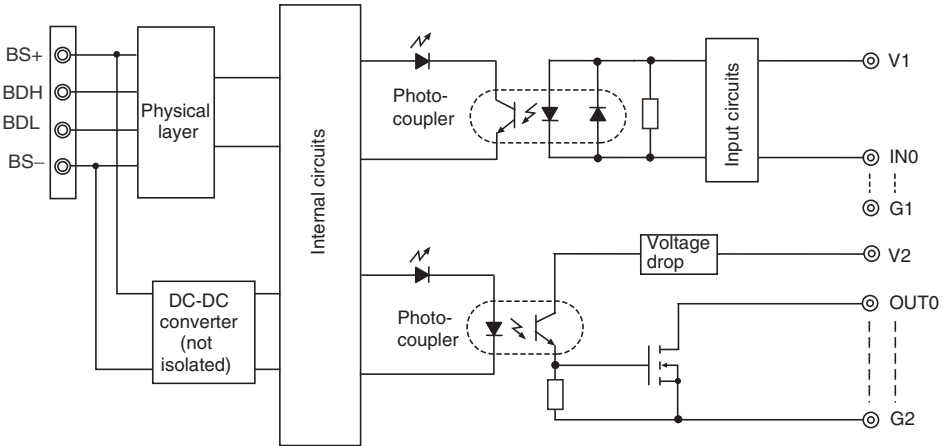 BS+
BDH
BDL
BS−
Physical
layer
DC-DC
converter
(not
isolated)
Internal circuits
Photo-
coupler
Input circuits
V1
IN0
G1
Photo-
coupler
Voltage
drop
V2
OUT0
G2